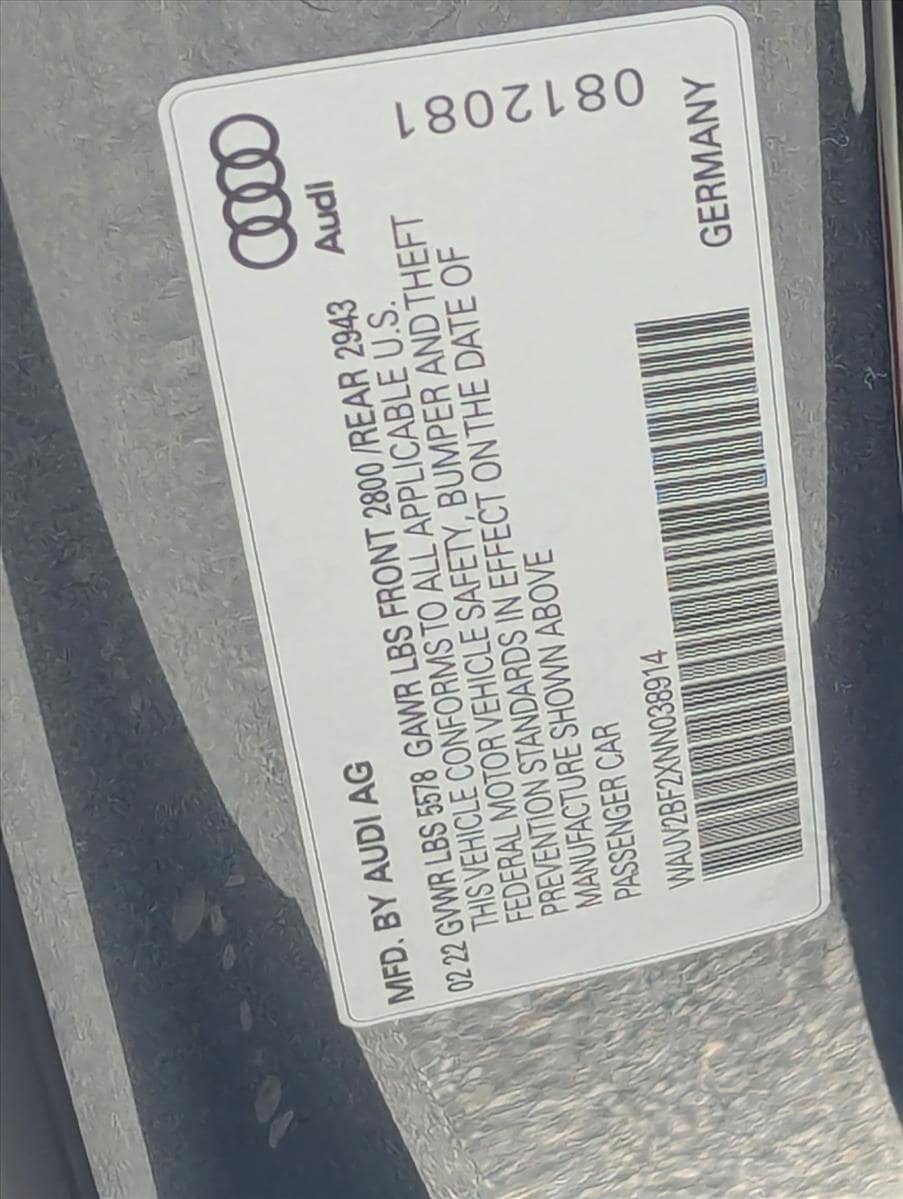 Audi
MFD. BY AUDI AG
02 22 GVWR LBS 5578 GAWR LBS FRONT 2800 /REAR 2943
THIS VEHICLE CONFORMS TO ALL APPLICABLE U.S.
FEDERAL MOTOR VEHICLE SAFETY, BUMPER AND THEFT
PREVENTION STANDARDS IN EFFECT ON THE DATE OF
MANUFACTURE SHOWN ABOVE
PASSENGER CAR
WAUV2BF2XNN038914
0812081
GERMANY